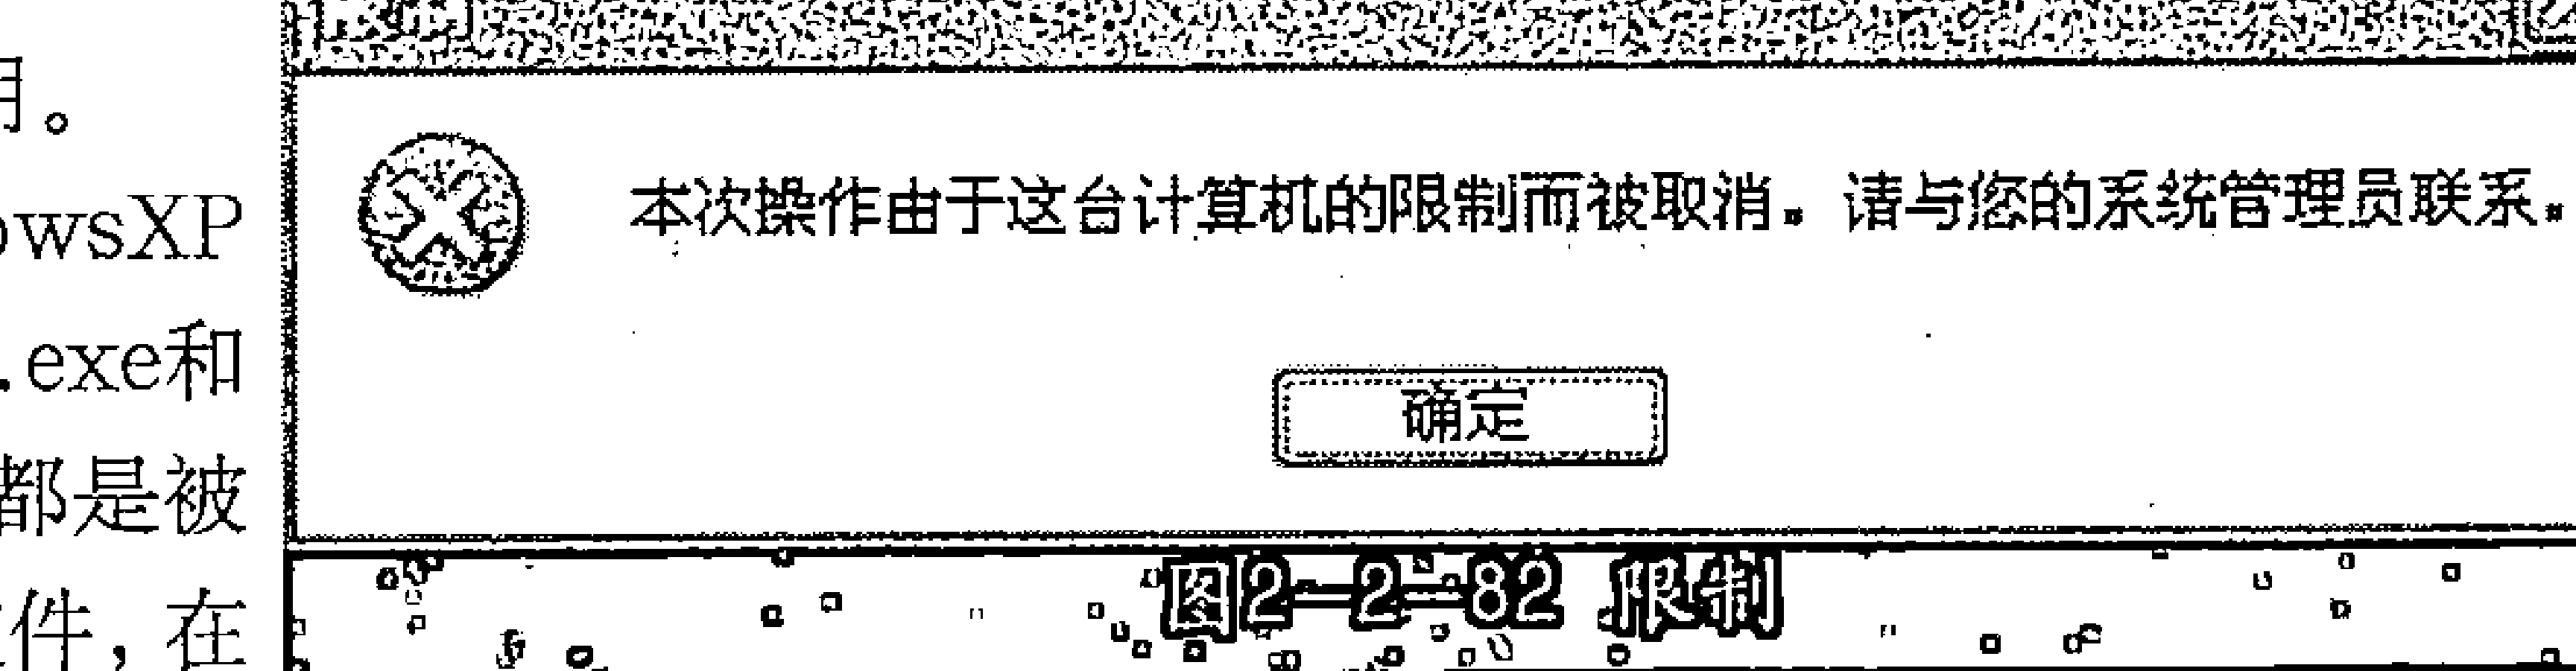 限制
用。
owsXP
.exe和
都是被
件，在
本次操作由于这台计算机的限制而被取消。请与您的系统管理员联系。
确定
图2-2-82 限制